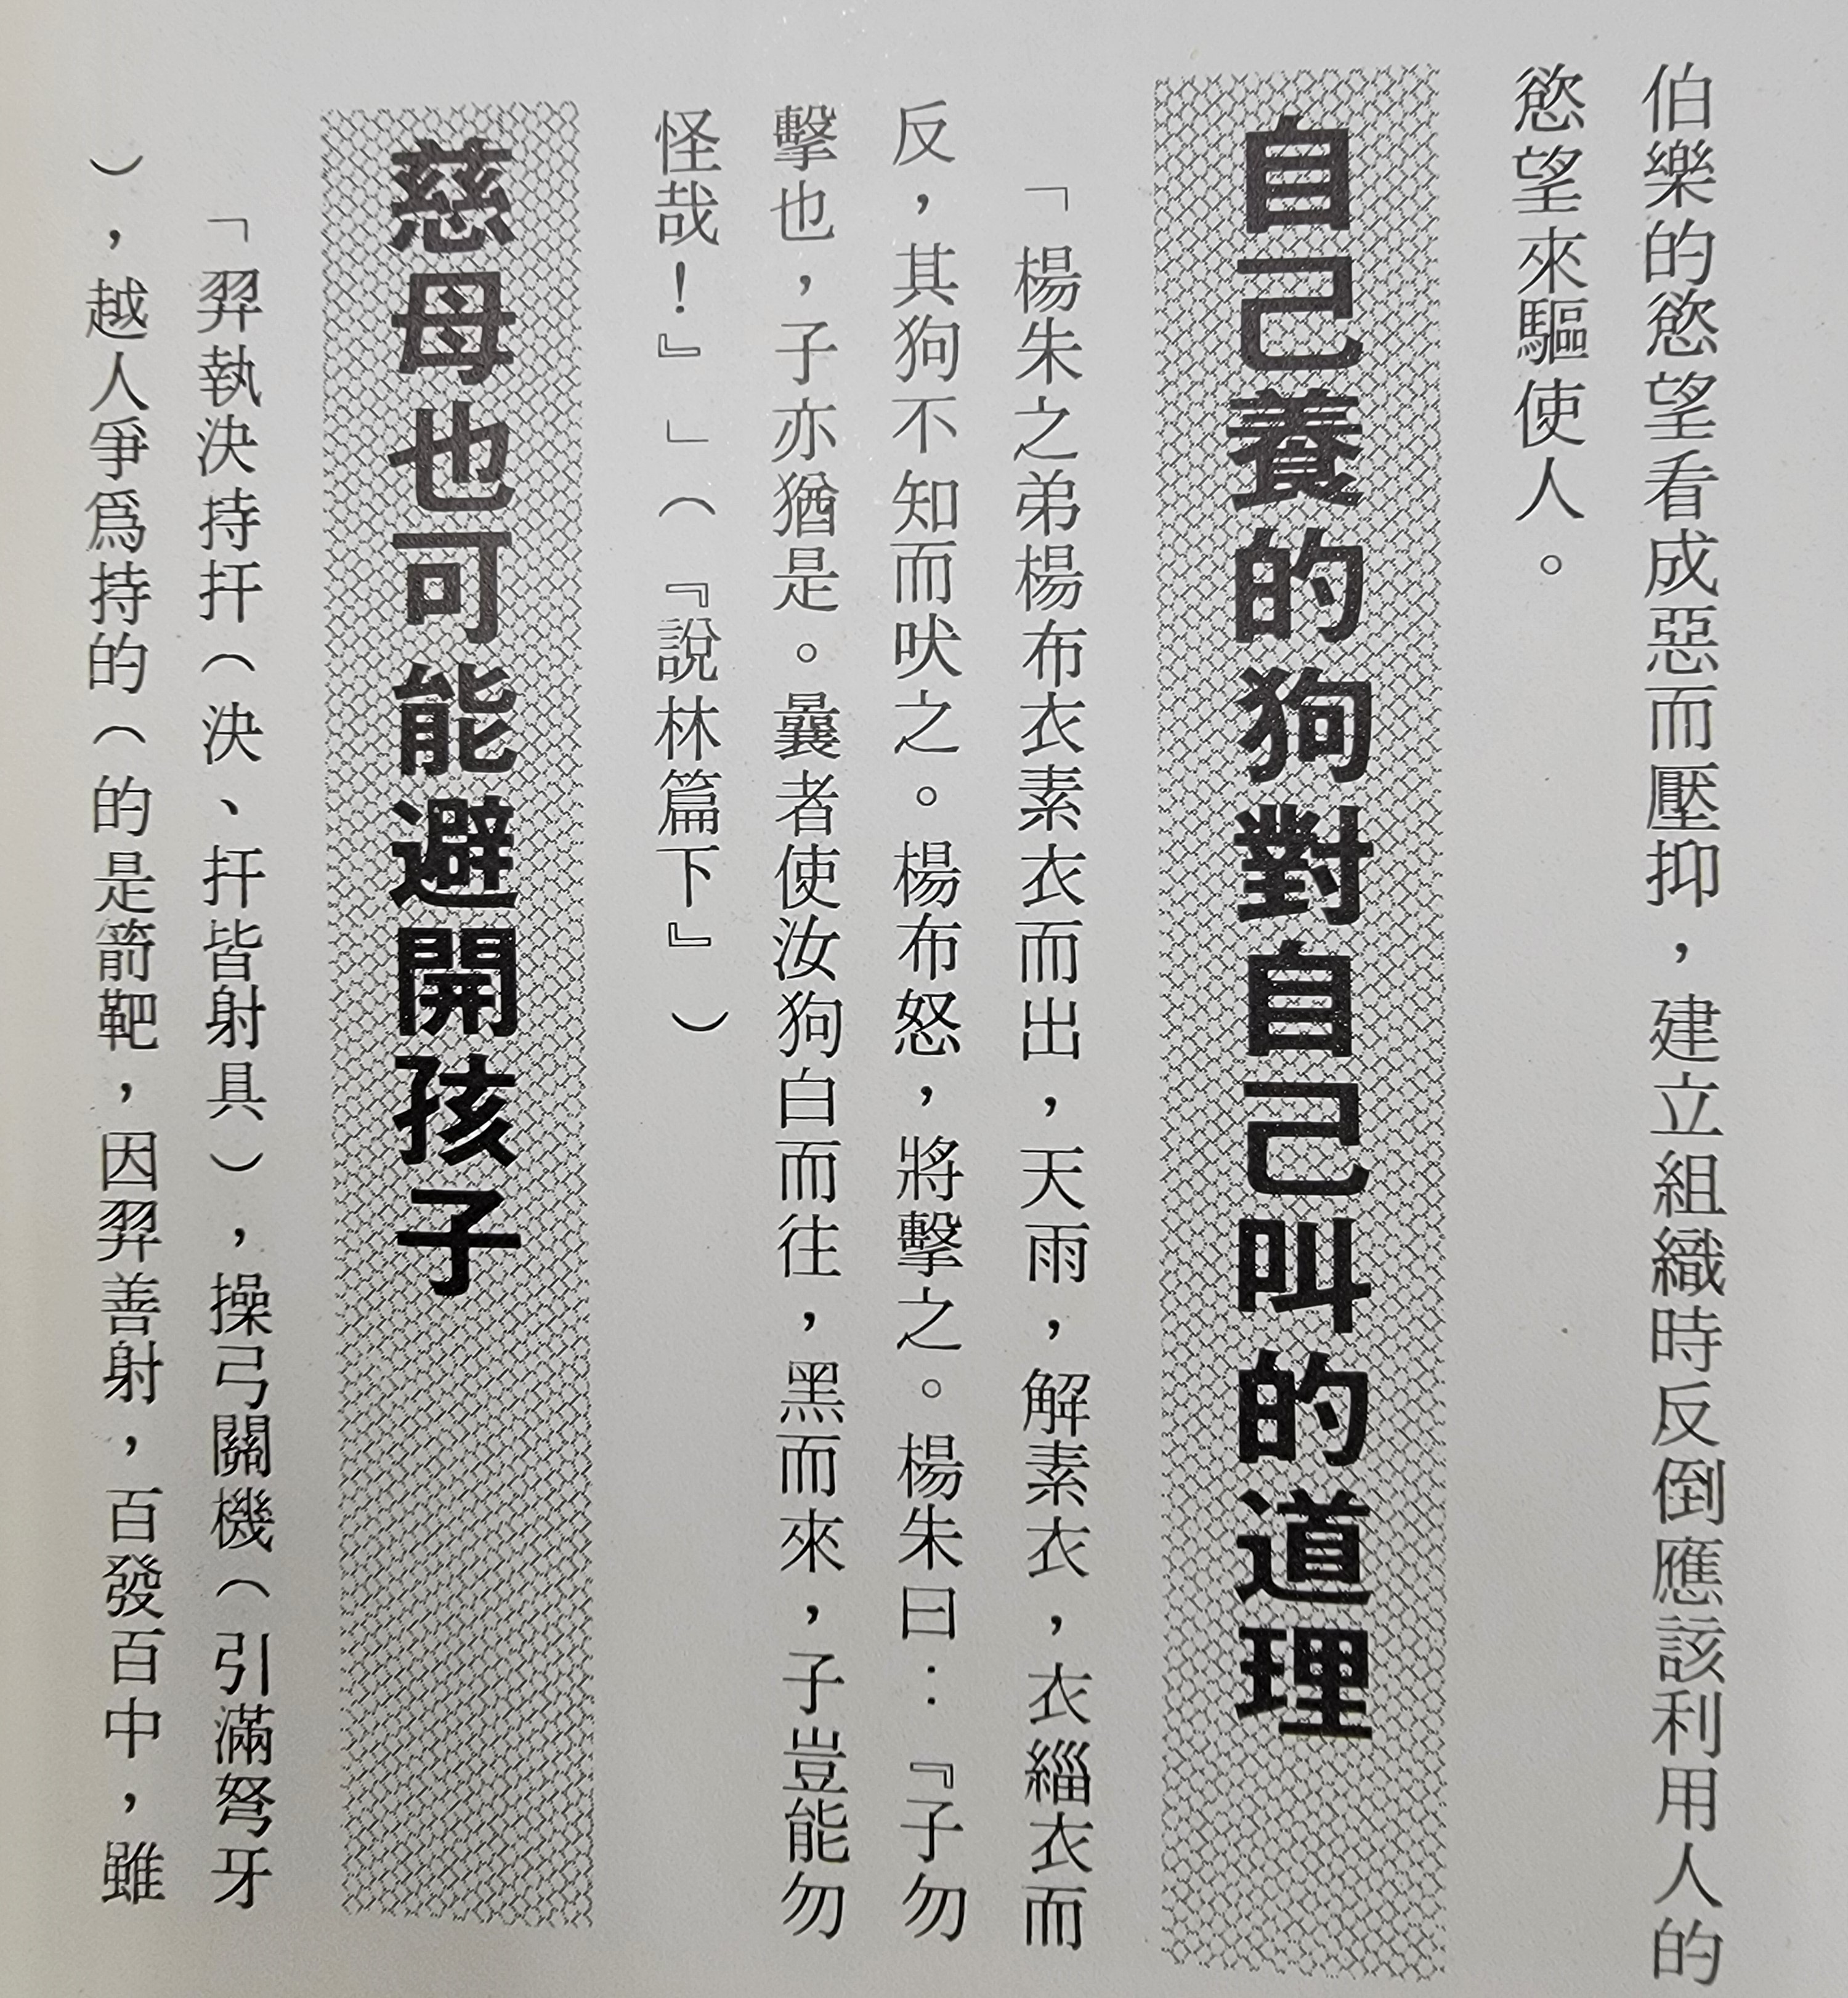 伯樂的慾望看成惡而壓抑，建立組織時反倒應該利用人的
慾望來驅使人。
自己養的狗對自己叫的道理
「楊朱之弟楊布衣素衣而出，天雨，解素衣，衣緇衣而
反，其狗不知而吠之。楊布怒，將擊之。楊朱曰：『子勿
擊也，子亦猶是。曩者使汝狗白而往，黑而來，子豈能勿
怪哉！』」（『說林篇下』）
慈母也可能避開孩子
「羿執決持扞（決、扞皆射具），操弓關機（引滿弩牙
），越人爭爲持的（的是箭靶，因羿善射，百發百中，雖